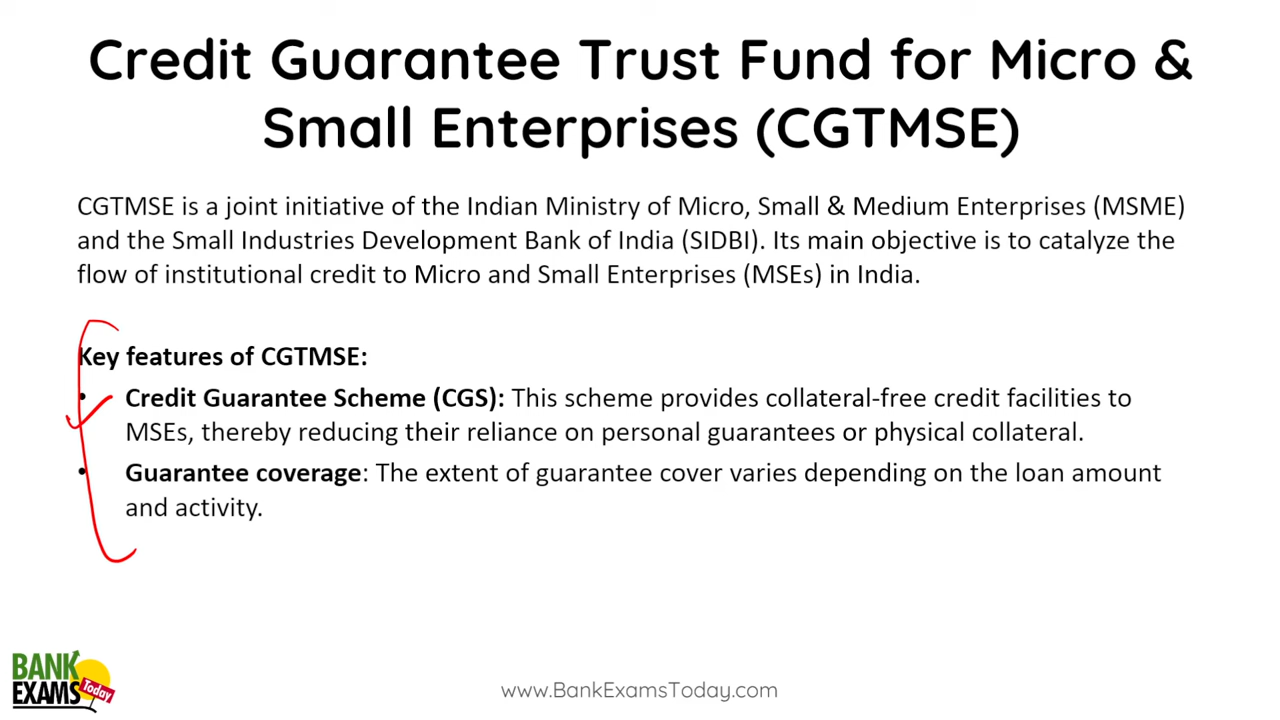 Credit Guarantee Trust Fund for Micro &
Small Enterprises (CGTMSE)
CGTMSE is a joint initiative of the Indian Ministry of Micro, Small & Medium Enterprises (MSME)
and the Small Industries Development Bank of India (SIDBI). Its main objective is to catalyze the
flow of institutional credit to Micro and Small Enterprises (MSEs) in India.
Key features of CGTMSE:
• Credit Guarantee Scheme (CGS): This scheme provides collateral-free credit facilities to
MSEs, thereby reducing their reliance on personal guarantees or physical collateral.
• Guarantee coverage: The extent of guarantee cover varies depending on the loan amount
and activity.
BANK
EXAMS
Today
www.BankExamsToday.com